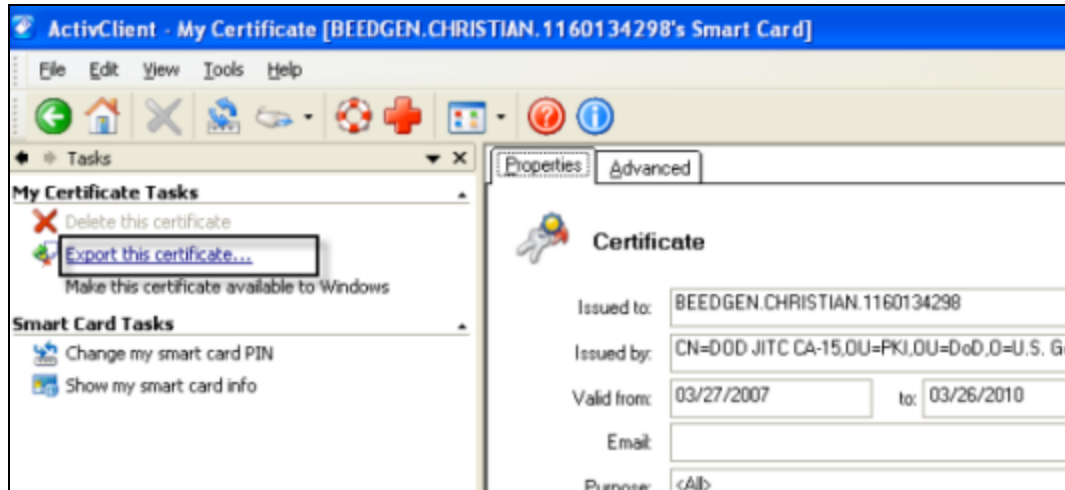 ActivClient - My Certificate [BEEDGEN.CHRISTIAN.1160134298's Smart Card]
File Edit View Tools Help
Tasks
My Certificate Tasks
Delete this certificate
Export this certificate...
Make this certificate available to Windows
Smart Card Tasks
Change my smart card PIN
Show my smart card info
Properties Advanced
Certificate
Issued to: BEEDGEN.CHRISTIAN.1160134298
Issued by: CN=DOD JITC CA-15,OU=PKI,OU=DoD,O=U.S. G
Valid from: 03/27/2007 to: 03/26/2010
Email:
Purpose: <All>